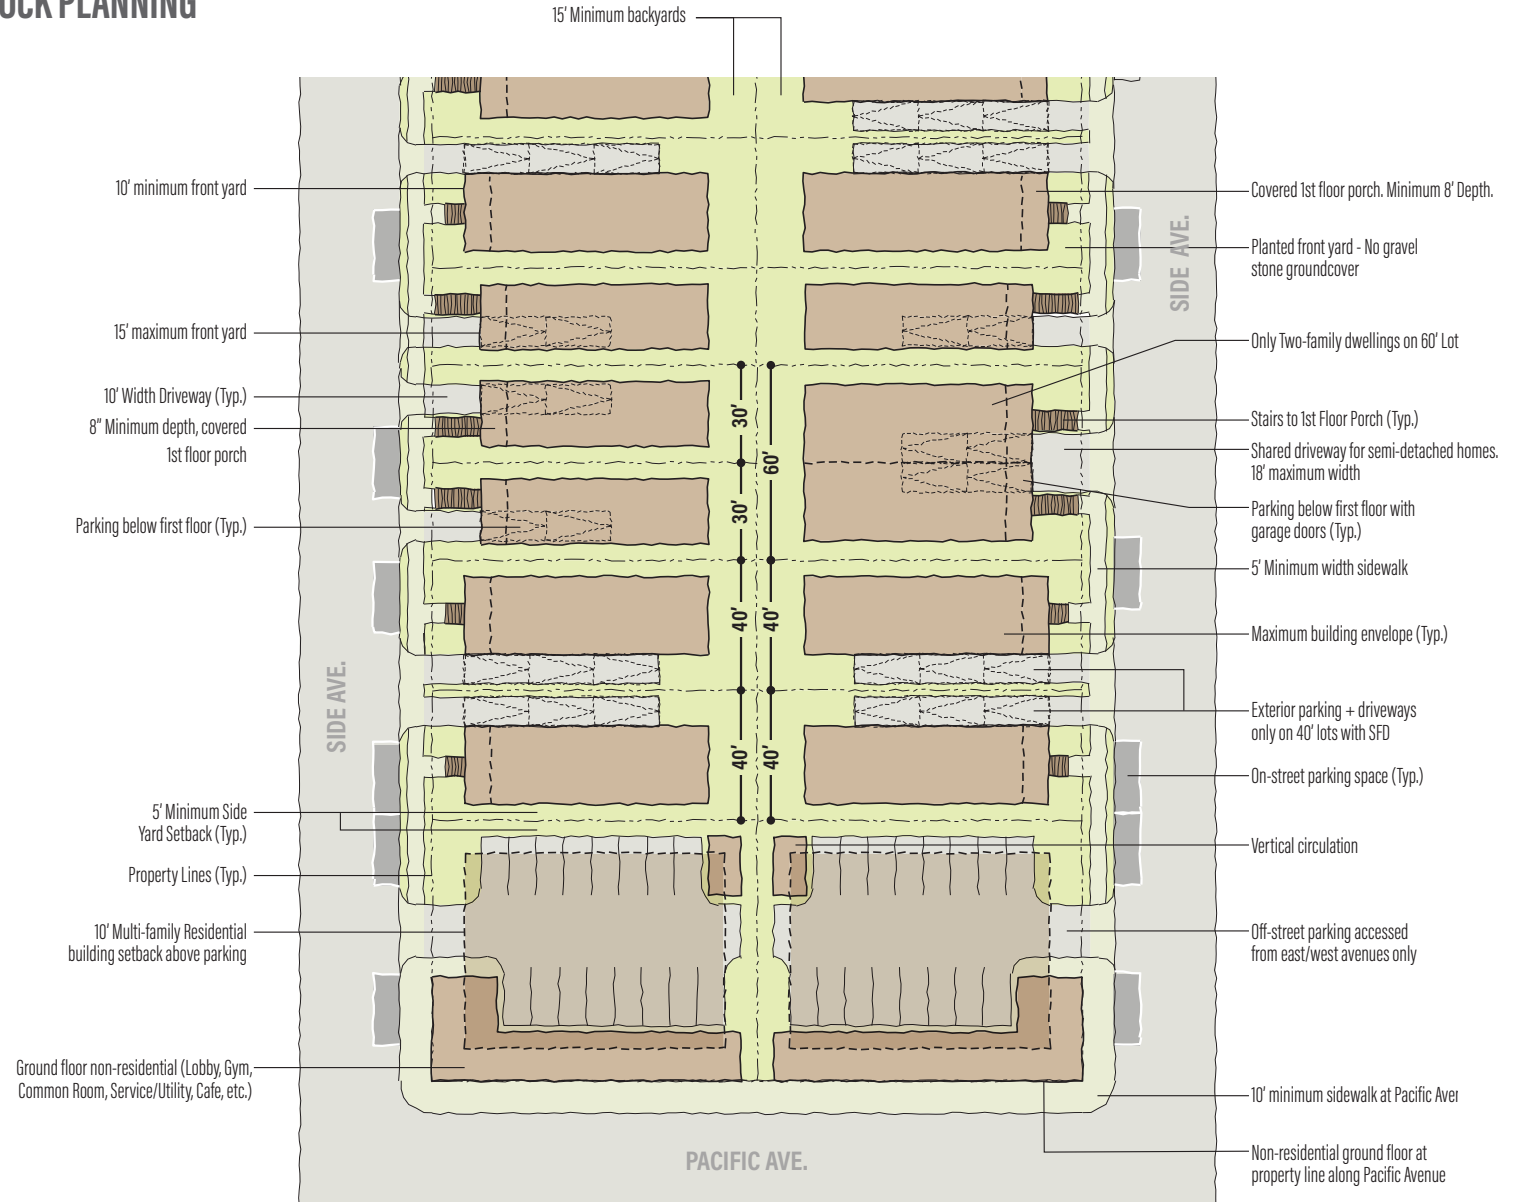 PLANNING
15' Minimum backyards
10' minimum front yard
15' maximum front yard
10' Width Driveway (Typ.)
8" Minimum depth, covered
1st floor porch
Parking below first floor (Typ.)
SIDE AVE.
5' Minimum Side
Yard Setback (Typ.)
Property Lines (Typ.)
10' Multi-family Residential
building setback above parking
Ground floor non-residential (Lobby, Gym,
Common Room, Service/Utility, Cafe, etc.)
30'
60'
30'
40'
40'
40'
40'
SIDE AVE.
Covered 1st floor porch. Minimum 8' Depth.
Planted front yard - No gravel
stone groundcover
Only Two-family dwellings on 60' Lot
Stairs to 1st Floor Porch (Typ.)
Shared driveway for semi-detached homes.
18' maximum width
Parking below first floor with
garage doors (Typ.)
5' Minimum width sidewalk
Maximum building envelope (Typ.)
Exterior parking + driveways
only on 40' lots with SFD
On-street parking space (Typ.)
Vertical circulation
Off-street parking accessed
from east/west avenues only
10' minimum sidewalk at Pacific
Non-residential ground floor at
property line along Pacific Avenue
PACIFIC AVE.